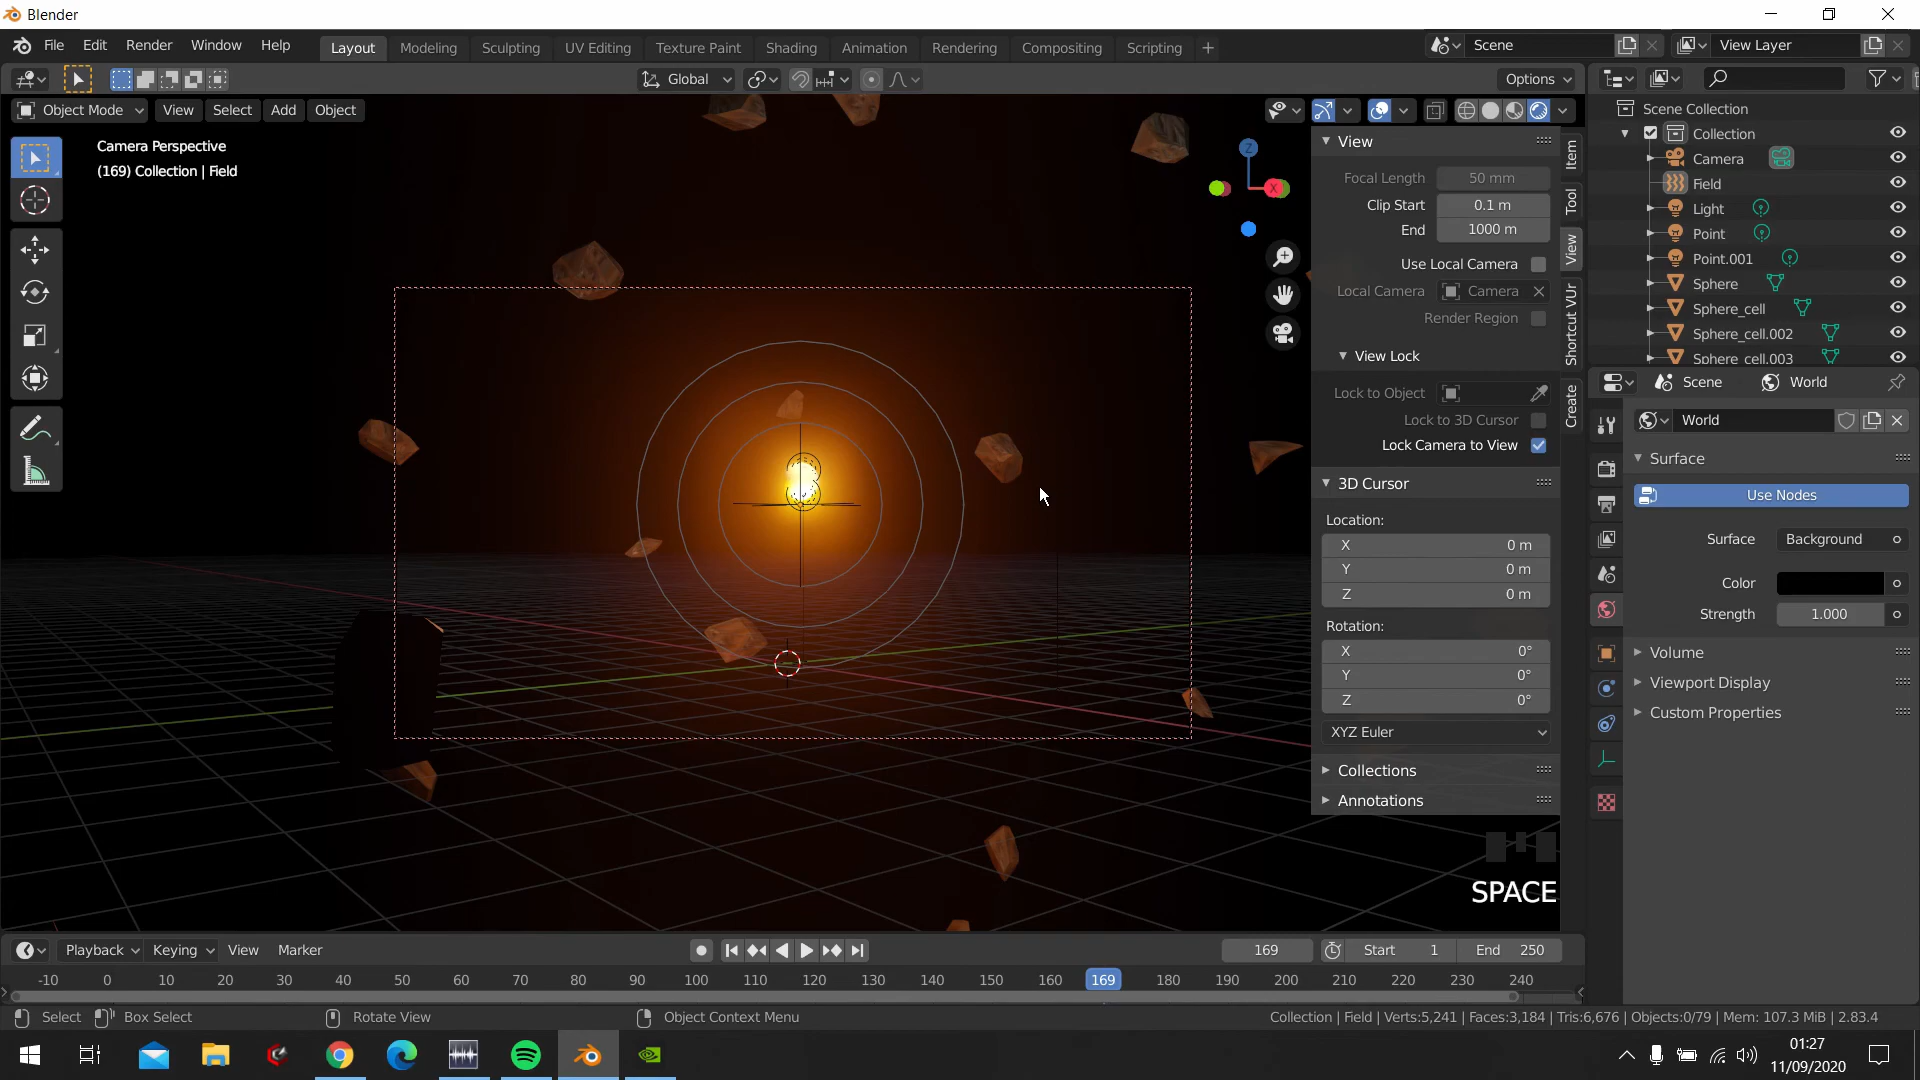 Blender
File Edit Render Window Help Layout Modeling Sculpting UV Editing Texture Paint Shading Animation Rendering Compositing Scripting + Scene View Layer
Global Options
Object Mode View Select Add Object
Camera Perspective
(169) Collection | Field
Z
X
View
Focal Length 50 mm
Clip Start 0.1 m
End 1000 m
Use Local Camera
Local Camera Camera
Render Region
View Lock
Lock to Object
Lock to 3D Cursor
Lock Camera to View
3D Cursor
Location:
X 0 m
Y 0 m
Z 0 m
Rotation:
X 0°
Y 0°
Z 0°
XYZ Euler
Collections
Annotations
Item
Tool
View
Shortcut VUr
Create
SPACE
Scene Collection
Collection
Camera
Field
Light
Point
Point.001
Sphere
Sphere_cell
Sphere_cell.002
Sphere_cell.003
Scene World
World
Surface
Use Nodes
Surface Background
Color
Strength 1.000
Volume
Viewport Display
Custom Properties
Playback Keying View Marker 169 Start 1 End 250
-10 0 10 20 30 40 50 60 70 80 90 100 110 120 130 140 150 160 169 180 190 200 210 220 230 240
Select Box Select Rotate View Object Context Menu Collection | Field | Verts:5,241 | Faces:3,184 | Tris:6,676 | Objects:0/79 | Mem: 107.3 MiB | 2.83.4
01:27
11/09/2020